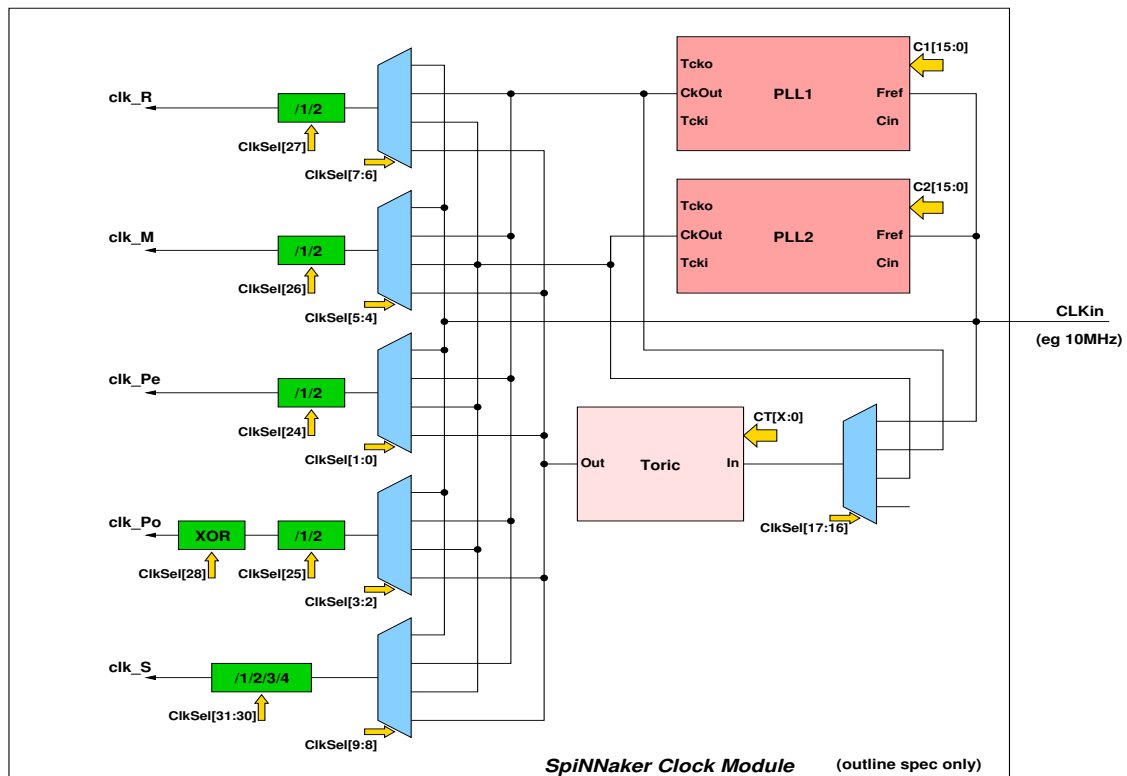 C1[15:0]
Tcko
clk_R
/1/2
CkOut PLL1 Fref
Tcki Cin
ClkSel[27]
ClkSel[7:6]
C2[15:0]
Tcko
clk_M
/1/2
CkOut PLL2 Fref
Tcki Cin
ClkSel[26]
ClkSel[5:4]
CLKin
(eg 10MHz)
clk_Pe
/1/2
ClkSel[24]
ClkSel[1:0]
CT[X:0]
Out Toric In
clk_Po
XOR
/1/2
ClkSel[28]
ClkSel[25]
ClkSel[3:2]
ClkSel[17:16]
clk_S
/1/2/3/4
ClkSel[31:30]
ClkSel[9:8]
SpiNNaker Clock Module (outline spec only)